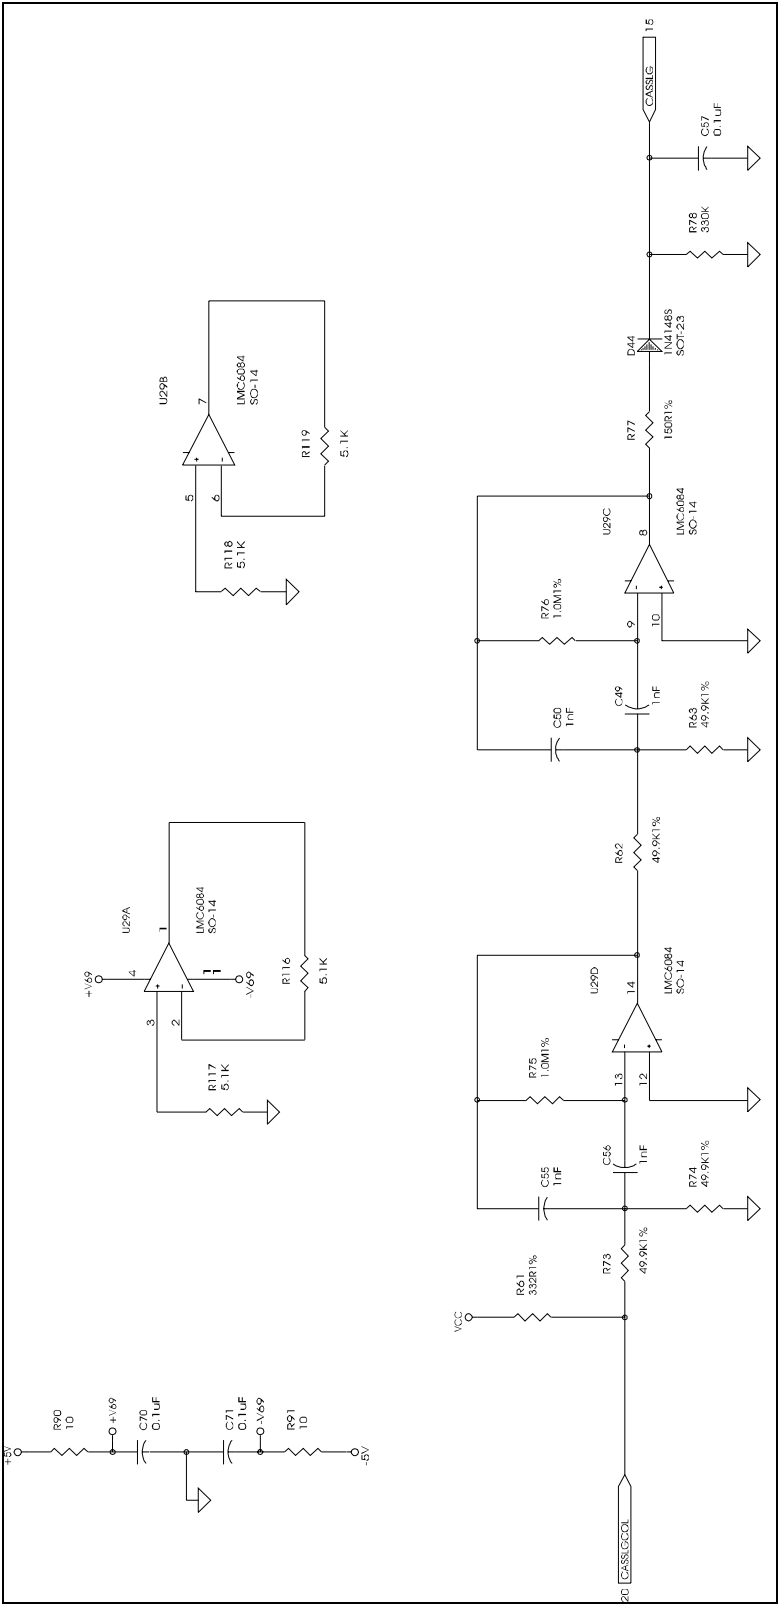 +5V
R90
10
+V69
C70
0.1uF
C71
0.1uF
-V69
R91
10
-5V
R117
5.1K
3
2
+V69
4
11
-V69
+
-
U29A
1
LMC6084
SO-14
R116
5.1K
R118
5.1K
5
6
+
-
U29B
7
LMC6084
SO-14
R119
5.1K
20
CASSLGCOL
VCC
R61
332R1%
R73
49.9K1%
C55
1nF
R74
49.9K1%
C56
1nF
R75
1.0M1%
13
12
-
+
U29D
14
LMC6084
SO-14
R62
49.9K1%
C50
1nF
R63
49.9K1%
C49
1nF
R76
1.0M1%
9
10
-
+
U29C
8
LMC6084
SO-14
R77
150R1%
D44
1N4148S
SOT-23
R78
330K
C57
0.1uF
CASSLG
15